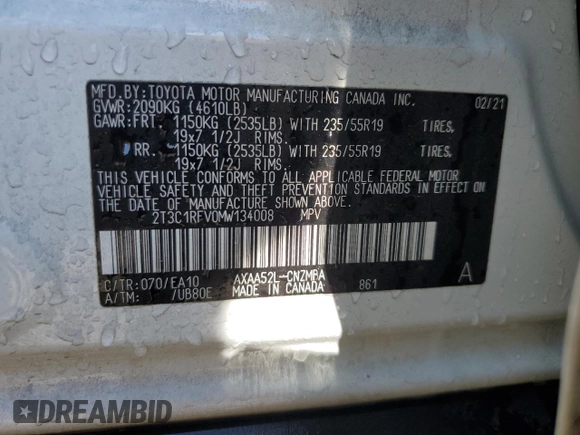 MFD.BY:TOYOTA MOTOR MANUFACTURING CANADA INC.
GVWR:2090KG (4610LB) 02/21
GAWR:FRT. 1150KG (2535LB) WITH 235/55R19 TIRES,
19x7 1/2J RIMS.
RR. 1150KG (2535LB) WITH 235/55R19 TIRES,
19x7 1/2J RIMS.
THIS VEHICLE CONFORMS TO ALL APPLICABLE FEDERAL MOTOR
VEHICLE SAFETY AND THEFT PREVENTION STANDARDS IN EFFECT ON
THE DATE OF MANUFACTURE SHOWN ABOVE.
2T3C1RFV0MW134008 MPV
C/TR:070/EA10 AXAA52L-CNZMBA A
A/TM: /UB80E MADE IN CANADA 861
DREAMBID